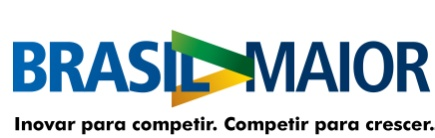 BRASIL MAIOR
Inovar para competir. Competir para crescer.